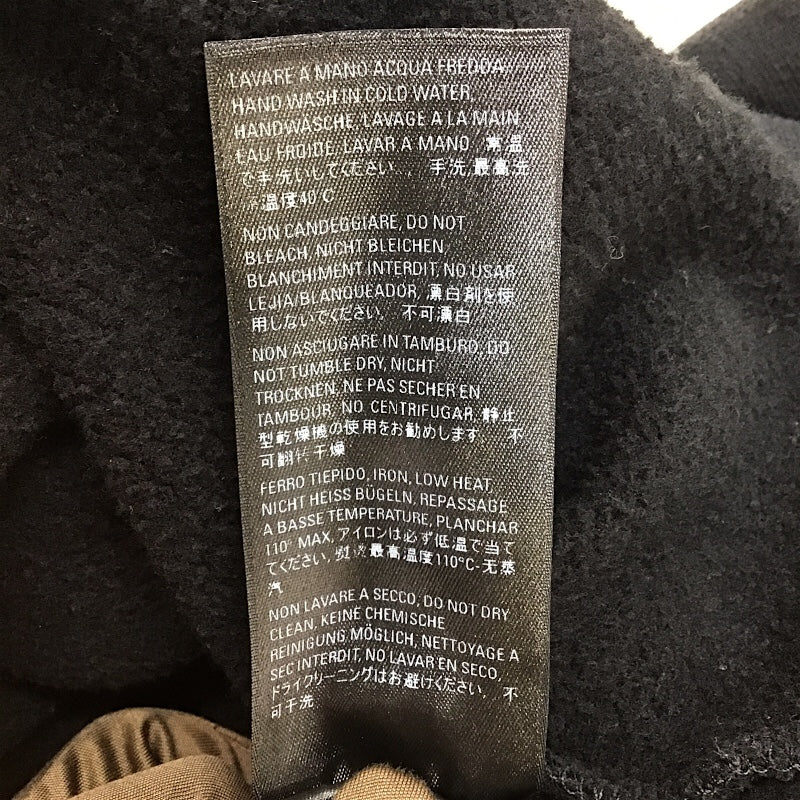 LAVARE A MANO ACQUA FREDDA
HAND WASH IN COLD WATER,
HANDWÄSCHE, LAVAGE A LA MAIN
EAU FROIDE, LAVAR A MANO, 常温
で手洗いしてください。, 手洗,最高洗
涤温度40°C
NON CANDEGGIARE, DO NOT
BLEACH, NICHT BLEICHEN,
BLANCHIMENT INTERDIT, NO USAR
LEJIA/BLANQUEADOR, 漂白剤を使
用しないでください。 不可漂白
NON ASCIUGARE IN TAMBURO, DO
NOT TUMBLE DRY, NICHT
TROCKNEN, NE PAS SECHER EN
TAMBOUR, NO CENTRIFUGAR, 静止
型乾燥機の使用をお勧めします 不
可翻转干燥
FERRO TIEPIDO, IRON, LOW HEAT,
NICHT HEISS BÜGELN, REPASSAGE
A BASSE TEMPERATURE, PLANCHAR
110° MAX, アイロンは必ず低温で当て
てください, 熨烫最高温度110°C-无蒸
汽
NON LAVARE A SECCO, DO NOT DRY
CLEAN, KEINE CHEMISCHE
REINIGUNG MÖGLICH, NETTOYAGE A
SEC INTERDIT, NO LAVAR EN SECO,
ドライクリーニングはお避けください, 不
可干洗